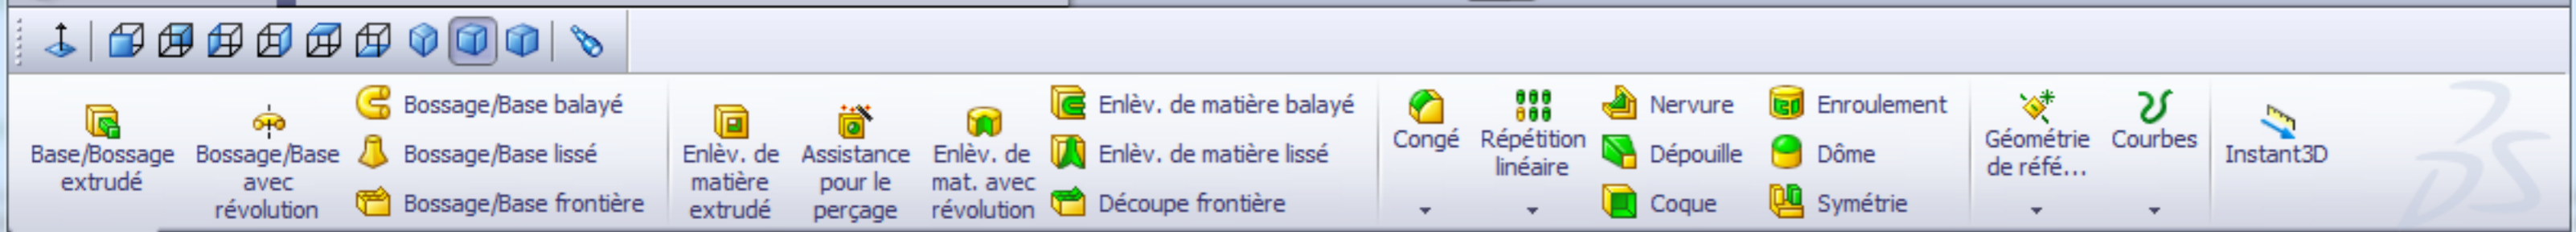 Base/Bossage
extrudé
Bossage/Base
avec
révolution
Bossage/Base balayé
Bossage/Base lissé
Bossage/Base frontière
Enlèv. de
matière
extrudé
Assistance
pour le
perçage
Enlèv. de
mat. avec
révolution
Enlèv. de matière balayé
Enlèv. de matière lissé
Découpe frontière
Congé
Répétition
linéaire
Nervure
Dépouille
Coque
Enroulement
Dôme
Symétrie
Géométrie
de réfé...
Courbes
Instant3D